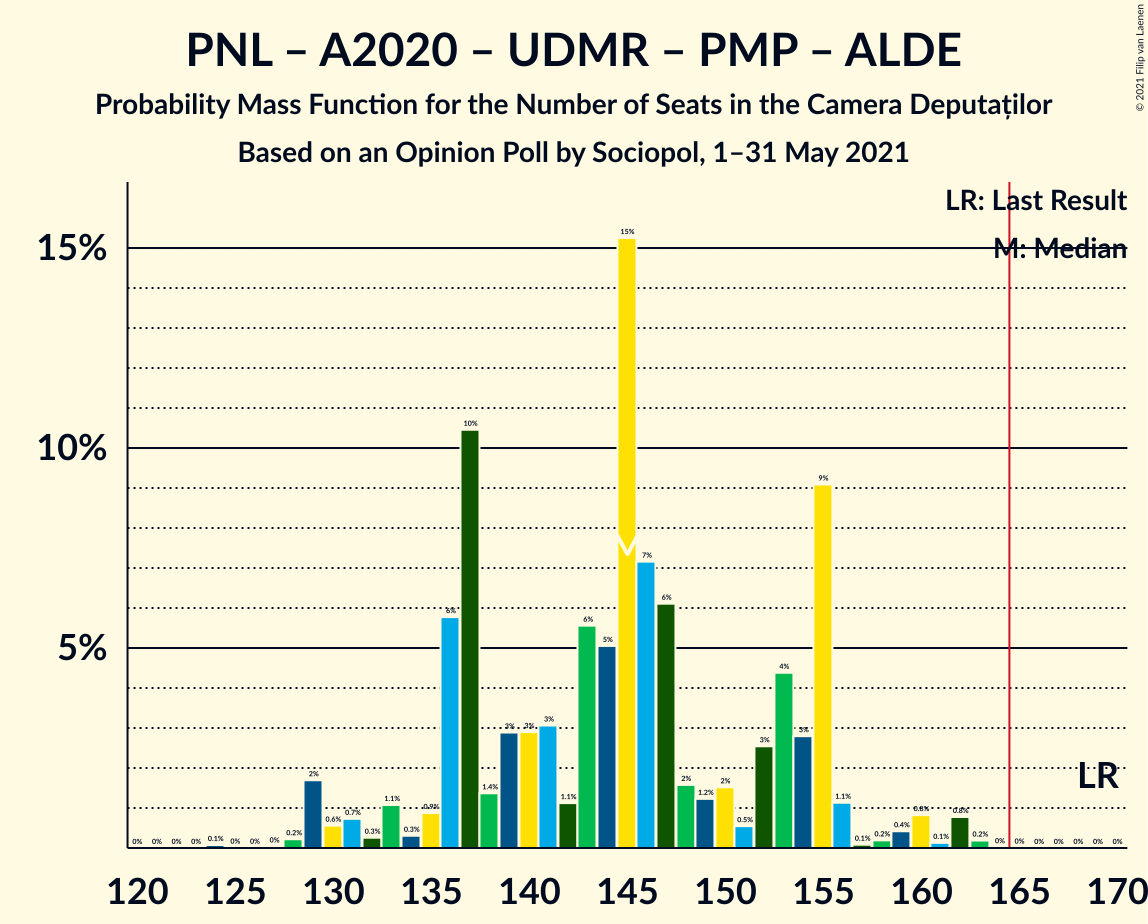 PNL – A2020 – UDMR – PMP – ALDE
Probability Mass Function for the Number of Seats in the Camera Deputaților
Based on an Opinion Poll by Sociopol, 1–31 May 2021
© 2021 Filip van Laenen
LR: Last Result
M: Median
15%
10%
5%
0% 0% 0% 0% 0.1% 0% 0% 0% 0.2% 2% 0.6% 0.7% 0.3% 1.1% 0.3% 0.9% 6% 10% 1.4% 3% 3% 3% 1.1% 6% 5% 15% 7% 6% 2% 1.2% 2% 0.5% 3% 4% 3% 9% 1.1% 0.1% 0.2% 0.4% 0.8% 0.1% 0.8% 0.2% 0% 0% 0% 0% 0% 0% 0%
M
LR
120 125 130 135 140 145 150 155 160 165 170